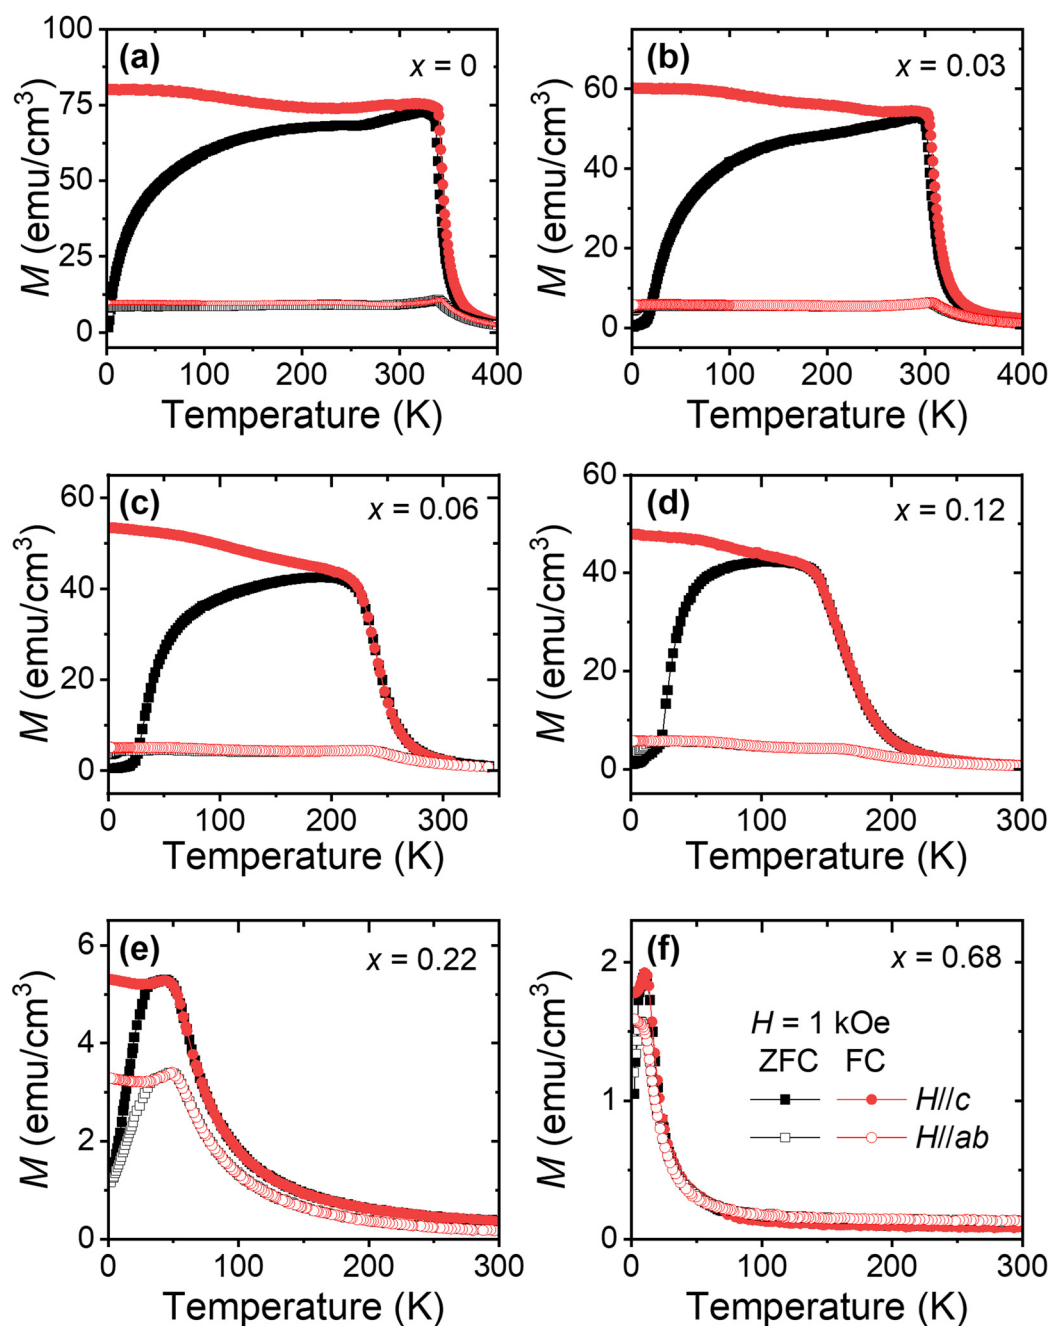 (a)
x = 0
M (emu/cm³)
100
75
50
25
0
0 100 200 300 400
Temperature (K)
(b)
x = 0.03
M (emu/cm³)
60
40
20
0
0 100 200 300 400
Temperature (K)
(c)
x = 0.06
M (emu/cm³)
60
40
20
0
0 100 200 300
Temperature (K)
(d)
x = 0.12
M (emu/cm³)
60
40
20
0
0 100 200 300
Temperature (K)
(e)
x = 0.22
M (emu/cm³)
6
4
2
0
0 100 200 300
Temperature (K)
(f)
x = 0.68
M (emu/cm³)
2
1
0
H = 1 kOe
ZFC FC
H//c
H//ab
0 100 200 300
Temperature (K)